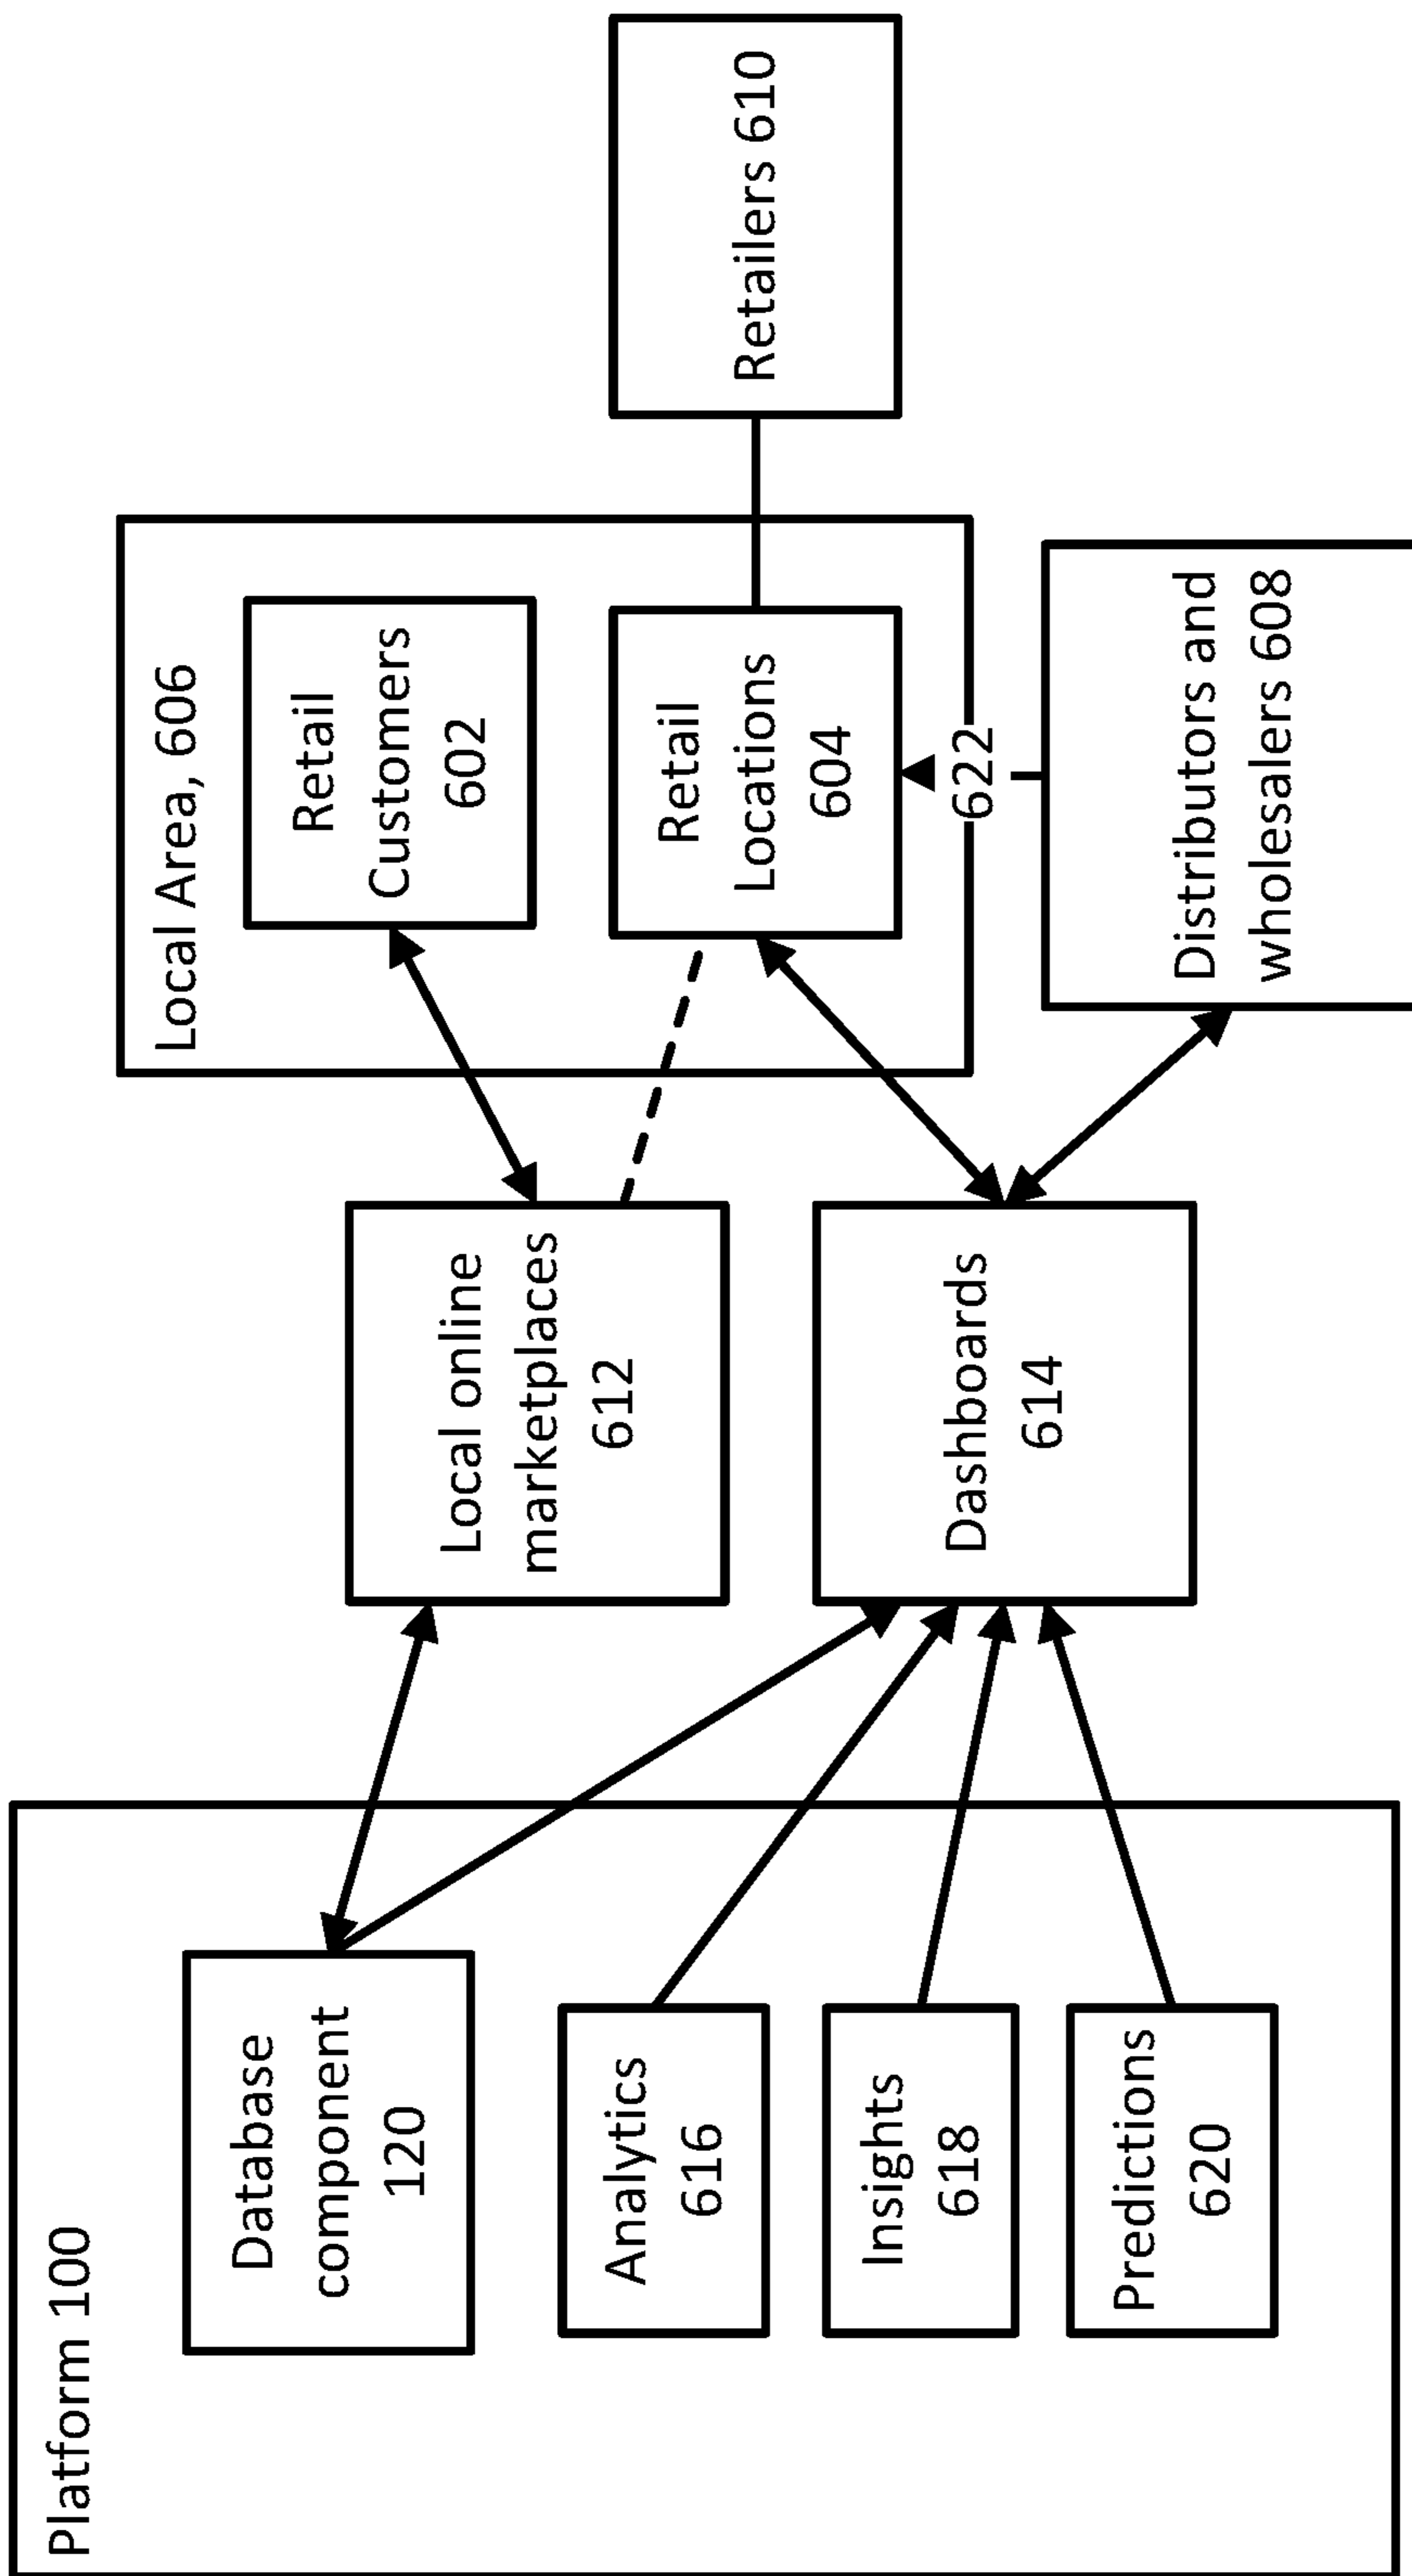 Platform 100
Database
component
120
Analytics
616
Insights
618
Predictions
620
Local online
marketplaces
612
Dashboards
614
Local Area, 606
Retail
Customers
602
Retail
Locations
604
622
Distributors and
wholesalers 608
Retailers 610